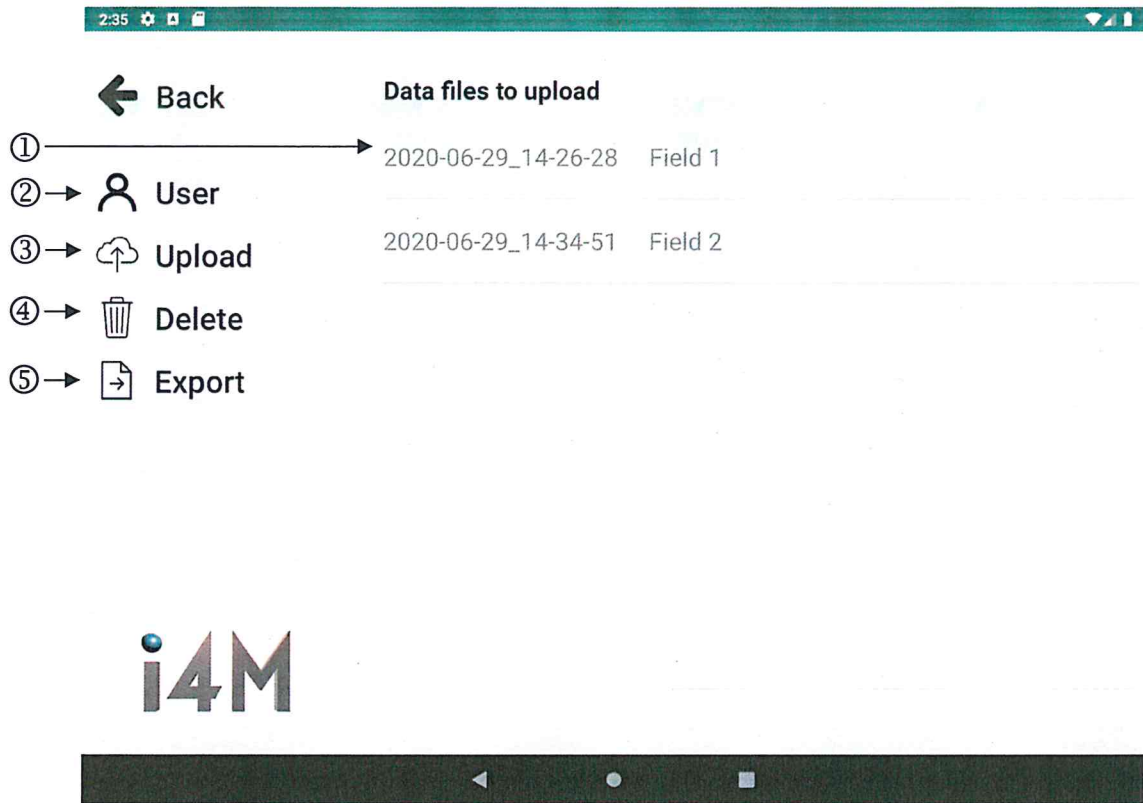 2:35
Back
Data files to upload
①
2020-06-29_14-26-28 Field 1
② User
2020-06-29_14-34-51 Field 2
③ Upload
④ Delete
⑤ Export
i4M